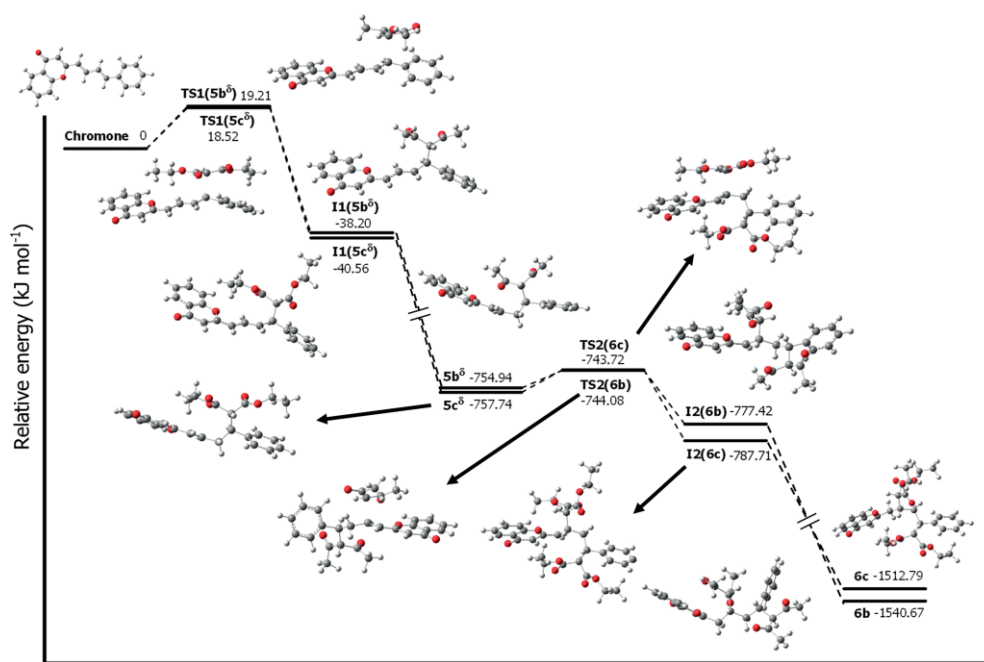 Relative energy (kJ mol⁻¹)
Chromone 0
TS1(5bᵟ) 19.21
TS1(5cᵟ)
18.52
I1(5bᵟ)
-38.20
I1(5cᵟ)
-40.56
5bᵟ -754.94
5cᵟ -757.74
TS2(6c)
-743.72
TS2(6b)
-744.08
I2(6b) -777.42
I2(6c) -787.71
6c -1512.79
6b -1540.67